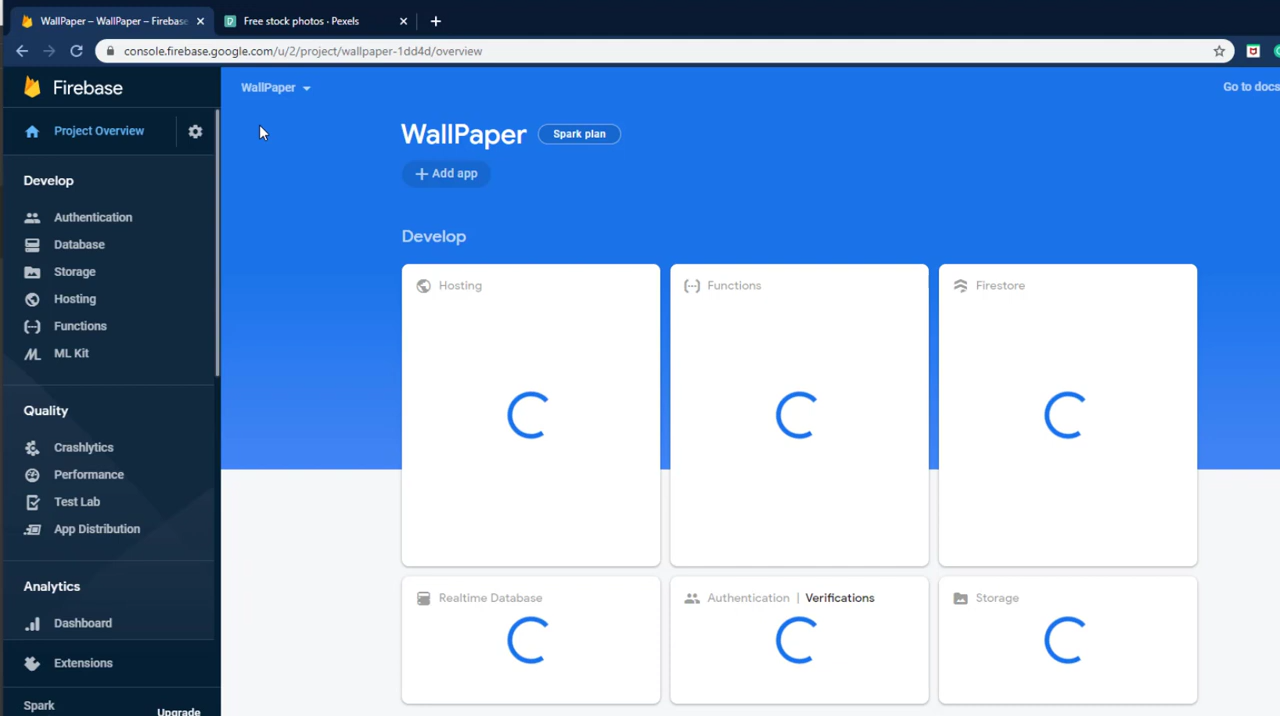 WallPaper – WallPaper – Firebase
Free stock photos · Pexels
console.firebase.google.com/u/2/project/wallpaper-1dd4d/overview
Firebase
WallPaper
Go to docs
Project Overview
WallPaper
Spark plan
+ Add app
Develop
Authentication
Database
Storage
Hosting
Functions
ML Kit
Quality
Crashlytics
Performance
Test Lab
App Distribution
Analytics
Dashboard
Extensions
Spark
Upgrade
Develop
Hosting
Functions
Firestore
Realtime Database
Authentication | Verifications
Storage